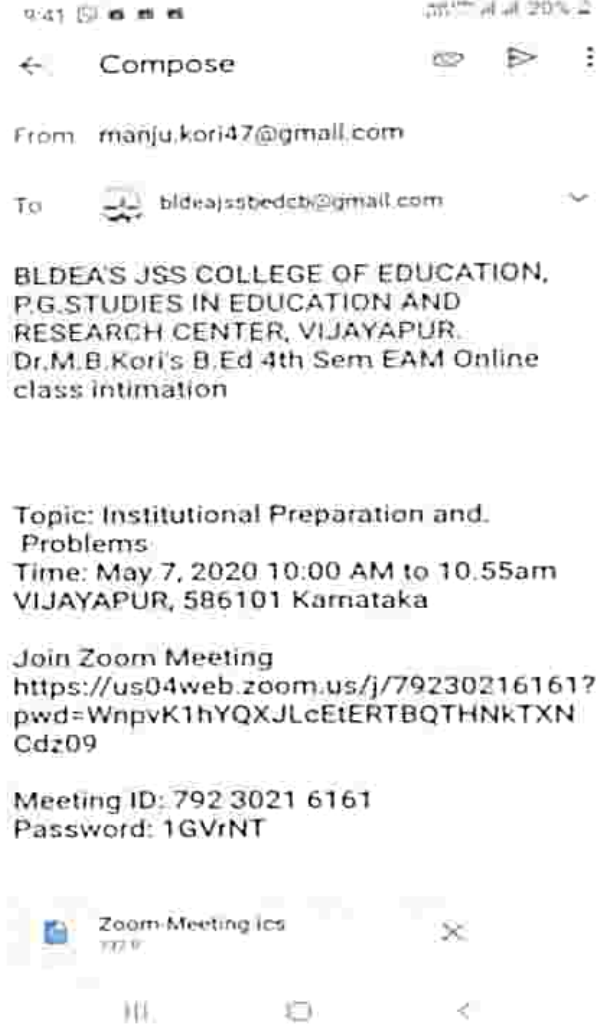 9:41
20%
Compose
From manju.kori47@gmail.com
To bldeajssbedcb@gmail.com
BLDEA'S JSS COLLEGE OF EDUCATION,
P.G.STUDIES IN EDUCATION AND
RESEARCH CENTER, VIJAYAPUR.
Dr.M.B.Kori's B.Ed 4th Sem EAM Online
class intimation
Topic: Institutional Preparation and.
Problems
Time: May 7, 2020 10:00 AM to 10.55am
VIJAYAPUR, 586101 Karnataka
Join Zoom Meeting
https://us04web.zoom.us/j/79230216161?
pwd=WnpvK1hYQXJLcEtERTBQTHNkTXN
Cdz09
Meeting ID: 792 3021 6161
Password: 1GVrNT
Zoom-Meeting.ics